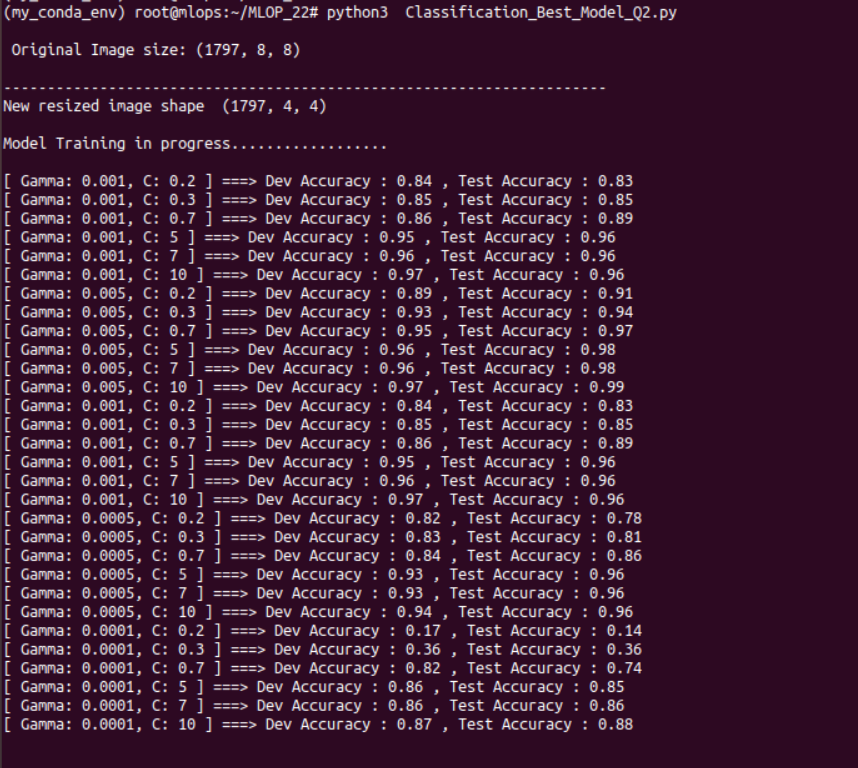 (my_conda_env) root@mlops:~/MLOP_22# python3  Classification_Best_Model_Q2.py
Original Image size: (1797, 8, 8)
---------------------------------------------------------------------
New resized image shape  (1797, 4, 4)
Model Training in progress..................
[ Gamma: 0.001, C: 0.2 ] ===> Dev Accuracy : 0.84 , Test Accuracy : 0.83
[ Gamma: 0.001, C: 0.3 ] ===> Dev Accuracy : 0.85 , Test Accuracy : 0.85
[ Gamma: 0.001, C: 0.7 ] ===> Dev Accuracy : 0.86 , Test Accuracy : 0.89
[ Gamma: 0.001, C: 5 ] ===> Dev Accuracy : 0.95 , Test Accuracy : 0.96
[ Gamma: 0.001, C: 7 ] ===> Dev Accuracy : 0.96 , Test Accuracy : 0.96
[ Gamma: 0.001, C: 10 ] ===> Dev Accuracy : 0.97 , Test Accuracy : 0.96
[ Gamma: 0.005, C: 0.2 ] ===> Dev Accuracy : 0.89 , Test Accuracy : 0.91
[ Gamma: 0.005, C: 0.3 ] ===> Dev Accuracy : 0.93 , Test Accuracy : 0.94
[ Gamma: 0.005, C: 0.7 ] ===> Dev Accuracy : 0.95 , Test Accuracy : 0.97
[ Gamma: 0.005, C: 5 ] ===> Dev Accuracy : 0.96 , Test Accuracy : 0.98
[ Gamma: 0.005, C: 7 ] ===> Dev Accuracy : 0.96 , Test Accuracy : 0.98
[ Gamma: 0.005, C: 10 ] ===> Dev Accuracy : 0.97 , Test Accuracy : 0.99
[ Gamma: 0.001, C: 0.2 ] ===> Dev Accuracy : 0.84 , Test Accuracy : 0.83
[ Gamma: 0.001, C: 0.3 ] ===> Dev Accuracy : 0.85 , Test Accuracy : 0.85
[ Gamma: 0.001, C: 0.7 ] ===> Dev Accuracy : 0.86 , Test Accuracy : 0.89
[ Gamma: 0.001, C: 5 ] ===> Dev Accuracy : 0.95 , Test Accuracy : 0.96
[ Gamma: 0.001, C: 7 ] ===> Dev Accuracy : 0.96 , Test Accuracy : 0.96
[ Gamma: 0.001, C: 10 ] ===> Dev Accuracy : 0.97 , Test Accuracy : 0.96
[ Gamma: 0.0005, C: 0.2 ] ===> Dev Accuracy : 0.82 , Test Accuracy : 0.78
[ Gamma: 0.0005, C: 0.3 ] ===> Dev Accuracy : 0.83 , Test Accuracy : 0.81
[ Gamma: 0.0005, C: 0.7 ] ===> Dev Accuracy : 0.84 , Test Accuracy : 0.86
[ Gamma: 0.0005, C: 5 ] ===> Dev Accuracy : 0.93 , Test Accuracy : 0.96
[ Gamma: 0.0005, C: 7 ] ===> Dev Accuracy : 0.93 , Test Accuracy : 0.96
[ Gamma: 0.0005, C: 10 ] ===> Dev Accuracy : 0.94 , Test Accuracy : 0.96
[ Gamma: 0.0001, C: 0.2 ] ===> Dev Accuracy : 0.17 , Test Accuracy : 0.14
[ Gamma: 0.0001, C: 0.3 ] ===> Dev Accuracy : 0.36 , Test Accuracy : 0.36
[ Gamma: 0.0001, C: 0.7 ] ===> Dev Accuracy : 0.82 , Test Accuracy : 0.74
[ Gamma: 0.0001, C: 5 ] ===> Dev Accuracy : 0.86 , Test Accuracy : 0.85
[ Gamma: 0.0001, C: 7 ] ===> Dev Accuracy : 0.86 , Test Accuracy : 0.86
[ Gamma: 0.0001, C: 10 ] ===> Dev Accuracy : 0.87 , Test Accuracy : 0.88